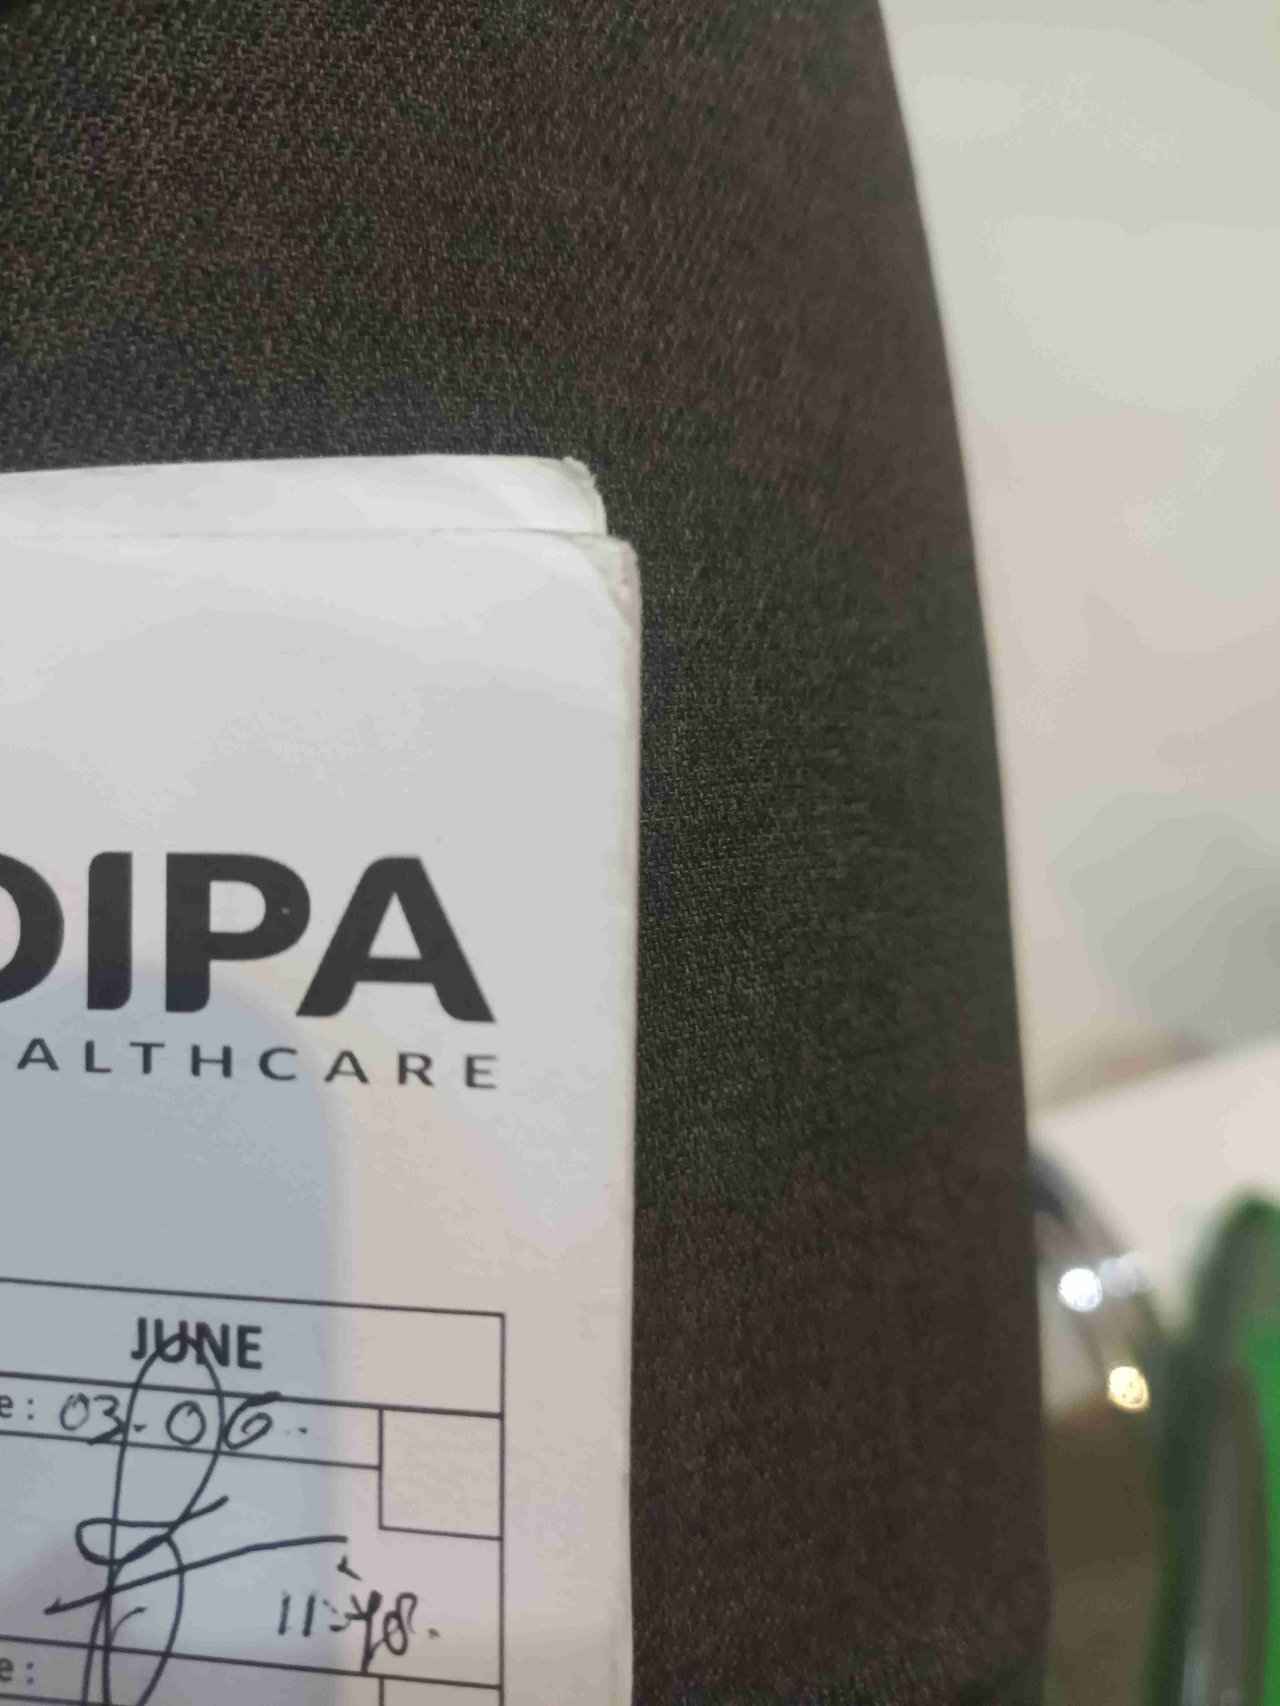 DIPA
ALTHCARE
JUNE
e: 03-06.
11:48.
e: